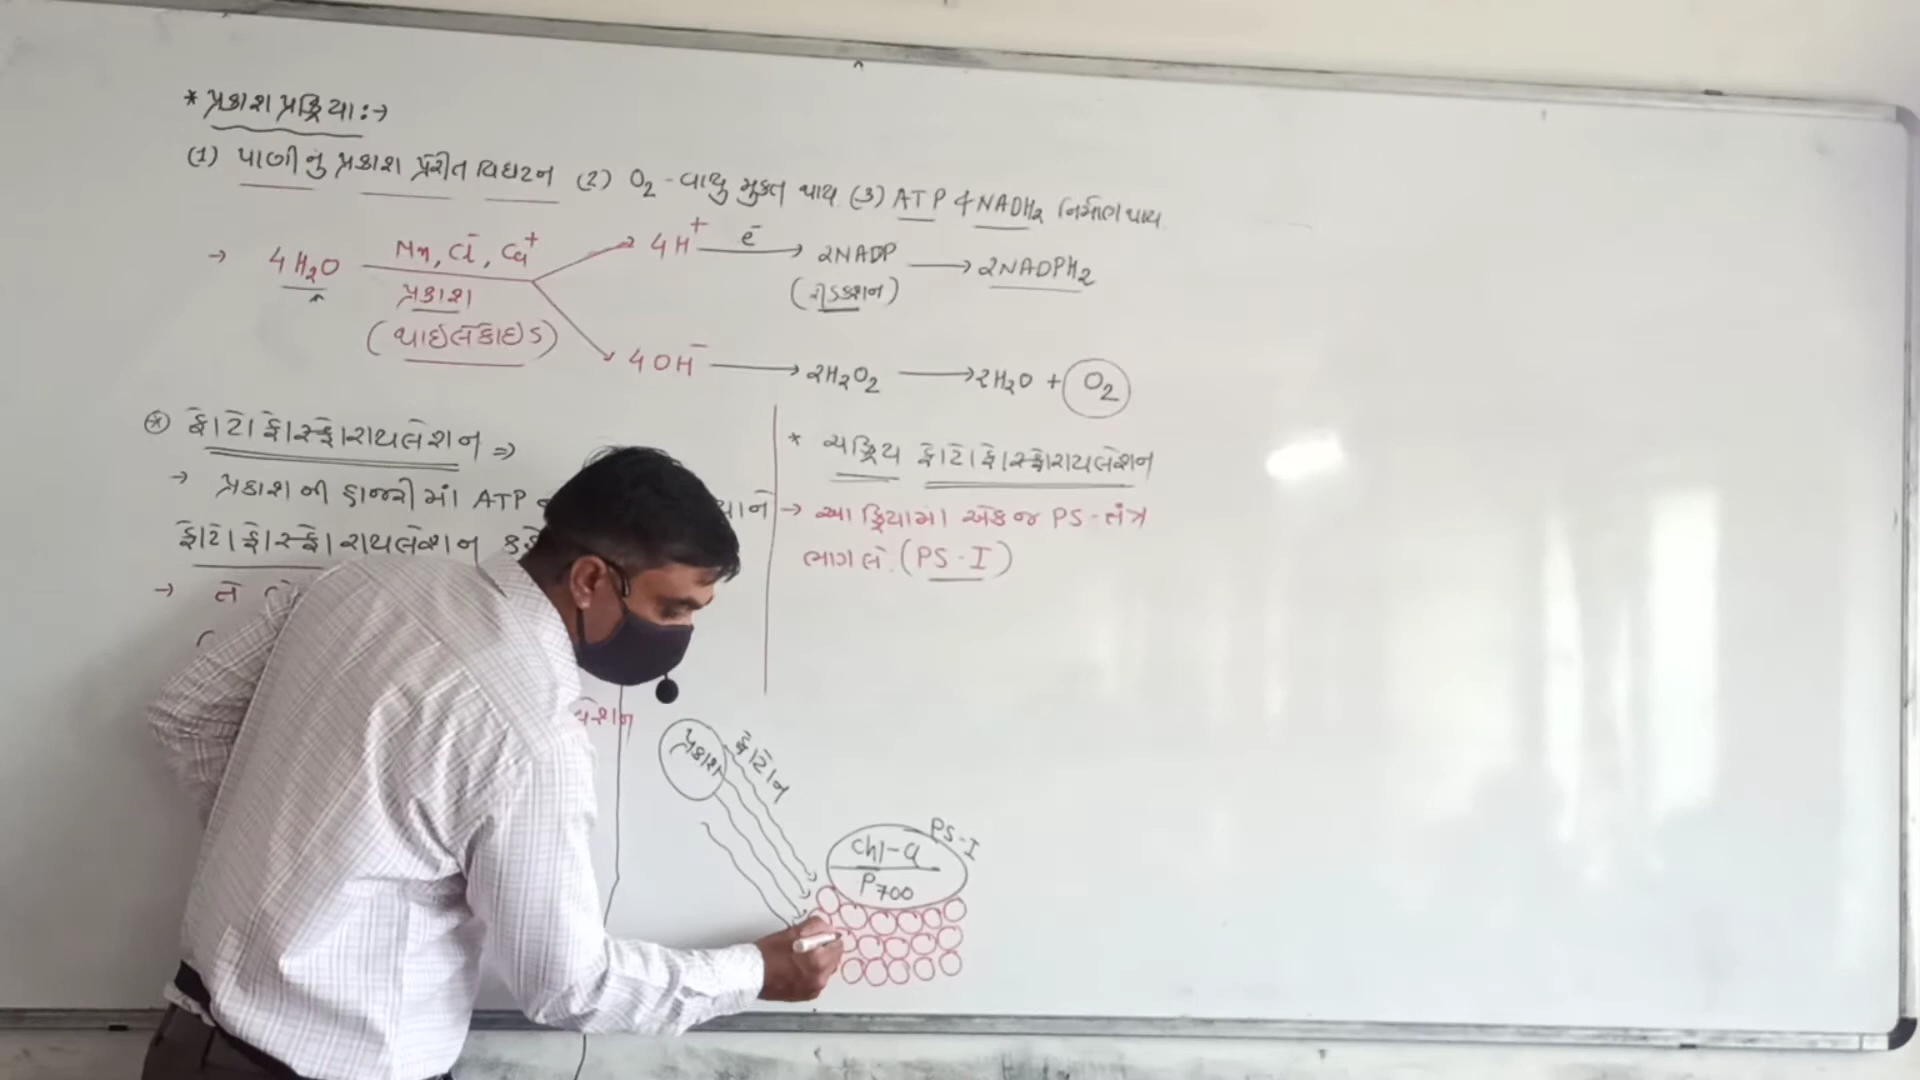 * પ્રકાશ પ્રક્રિયા :→
(1) પાણીનું પ્રકાશ પ્રેરીત વિઘટન (2) O₂ - વાયુ મુક્ત થાય (3) ATP & NADH₂ નિર્માણ થાય
→ 4H₂O
Mn, Cl⁻, Ca⁺
પ્રકાશ
(થાઇલેકોઇડ)
4H⁺ e⁻ → 2NADP → 2NADPH₂
(રીડક્શન)
4OH⁻ → 2H₂O₂ → 2H₂O + O₂
* ફોટોફોસ્ફોરાયલેશન ⇒
→ પ્રકાશની હાજરીમાં ATP
ફોટોફોસ્ફોરાયલેશન
→ તે
* ચક્રિય ફોટોફોસ્ફોરાયલેશન
→ આ ક્રિયામાં એક જ PS-તંત્ર
ભાગ લે. (PS-I)
પ્રકાશ
ફોટોન
PS-I
Chl-a
P700